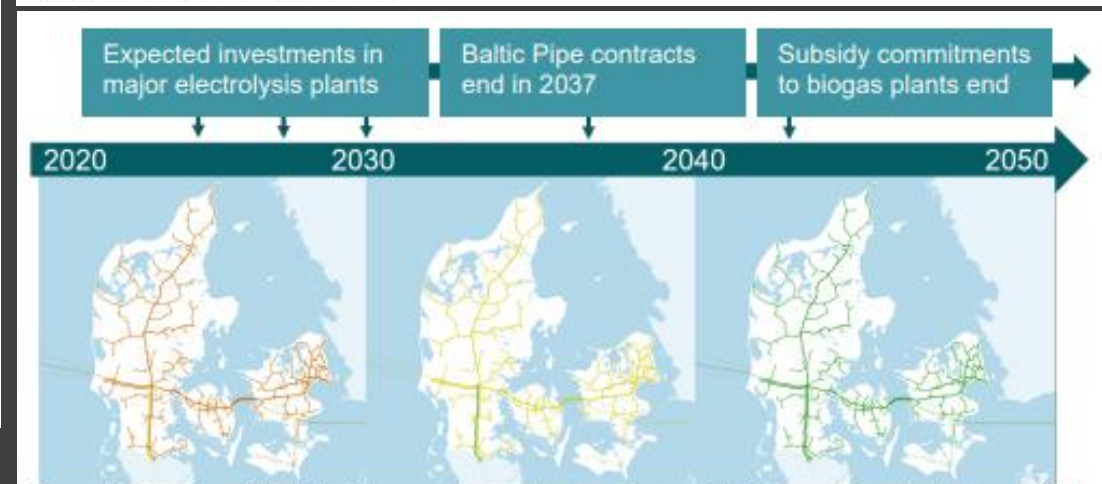 Expected investments in
major electrolysis plants
Baltic Pipe contracts
end in 2037
Subsidy commitments
to biogas plants end
2020
2030
2040
2050